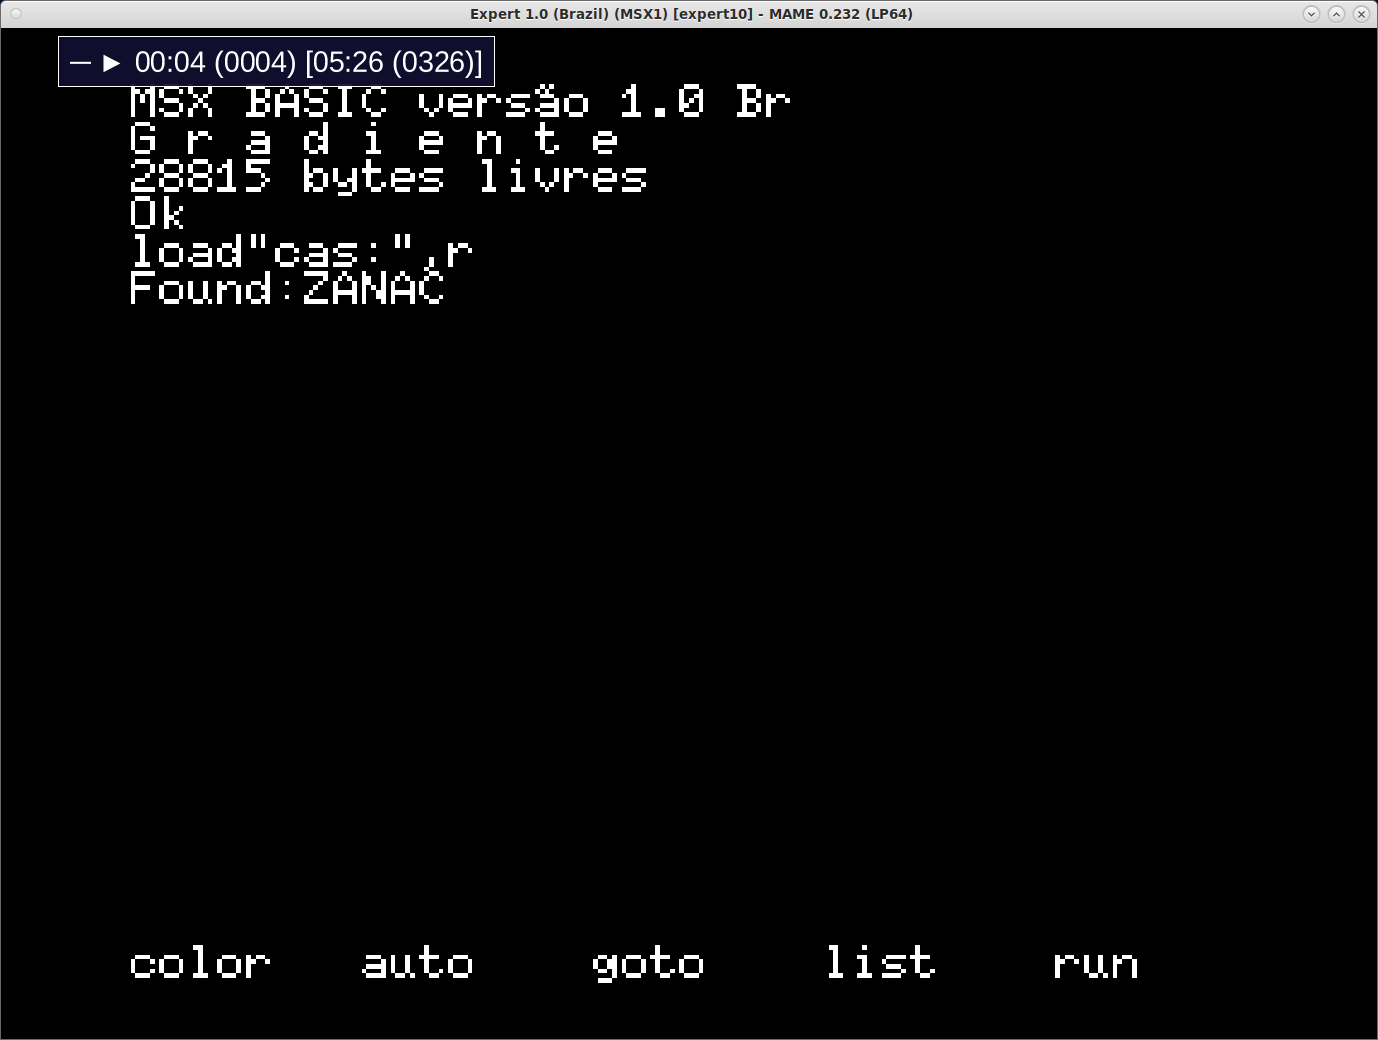 Expert 1.0 (Brazil) (MSX1) [expert10] - MAME 0.232 (LP64)
— ► 00:04 (0004) [05:26 (0326)]
MSX BASIC versão 1.0 Br
G r a d i e n t e
28815 bytes livres
Ok
load"cas:",r
Found:ZANAC
color auto goto list run